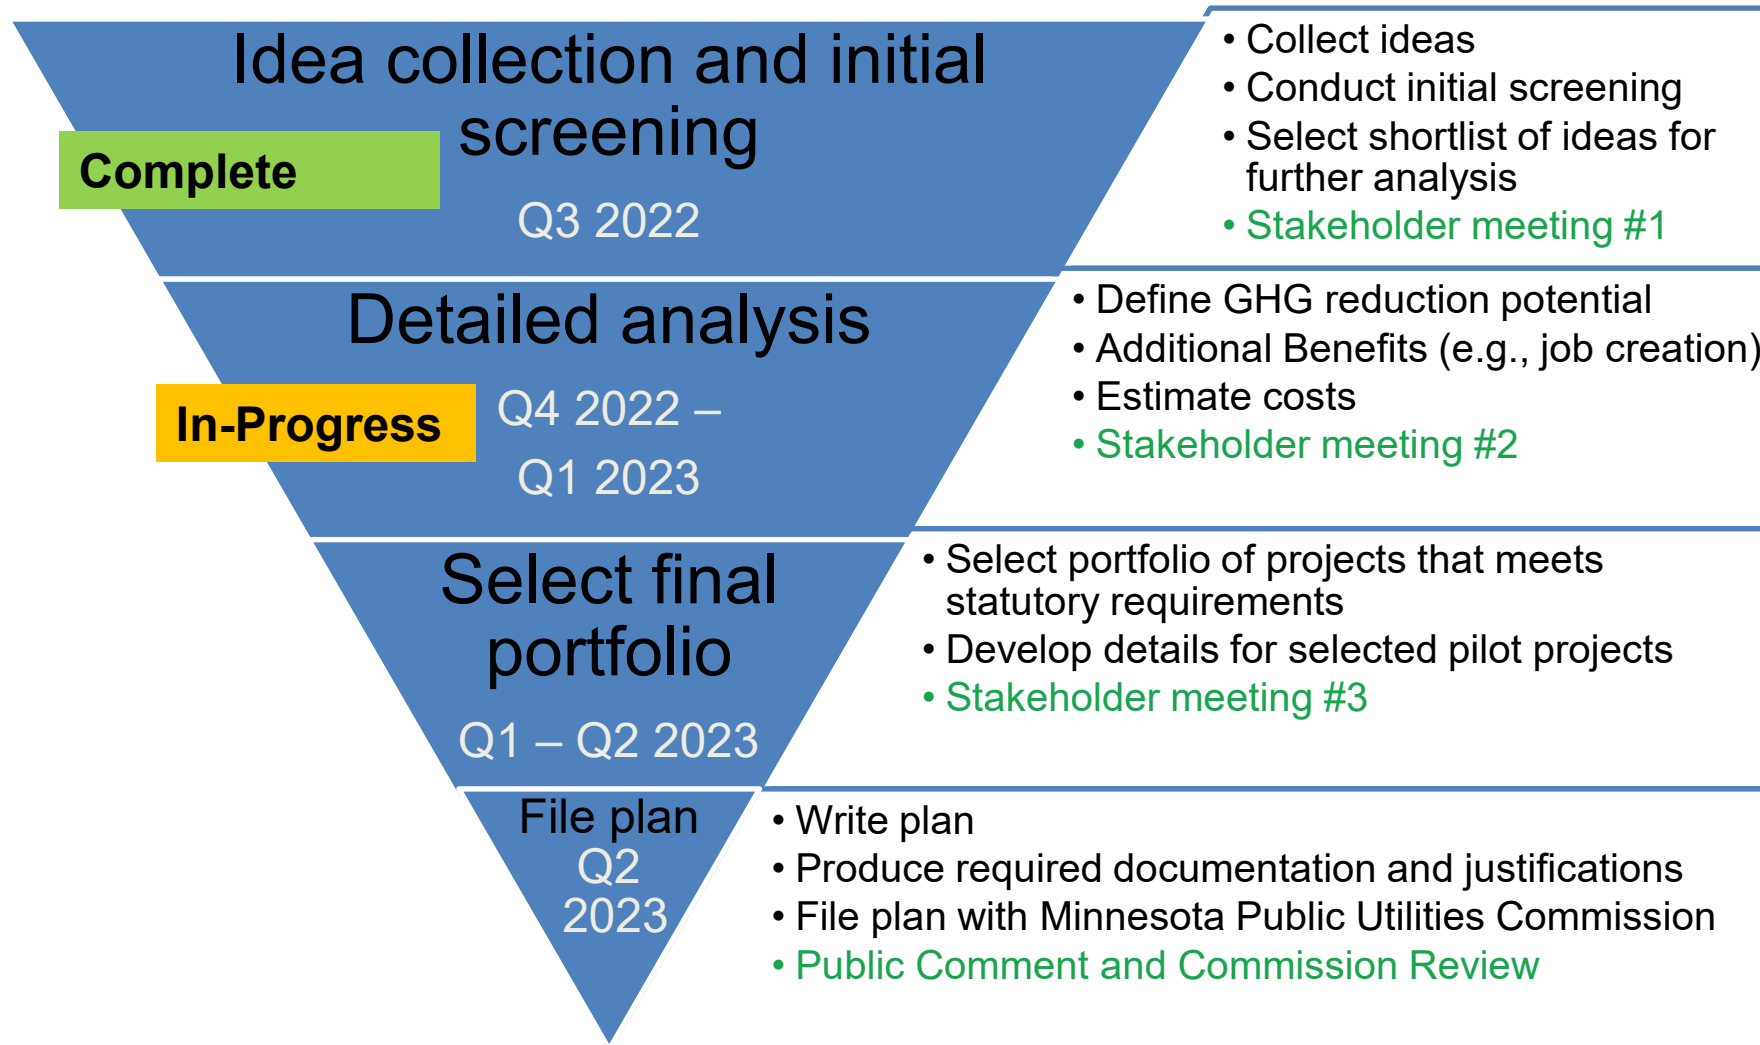 Idea collection and initial
screening
Complete
Q3 2022
• Collect ideas
• Conduct initial screening
• Select shortlist of ideas for
further analysis
• Stakeholder meeting #1
Detailed analysis
In-Progress
Q4 2022 –
Q1 2023
• Define GHG reduction potential
• Additional Benefits (e.g., job creation)
• Estimate costs
• Stakeholder meeting #2
Select final
portfolio
Q1 – Q2 2023
• Select portfolio of projects that meets
statutory requirements
• Develop details for selected pilot projects
• Stakeholder meeting #3
File plan
Q2
2023
• Write plan
• Produce required documentation and justifications
• File plan with Minnesota Public Utilities Commission
• Public Comment and Commission Review